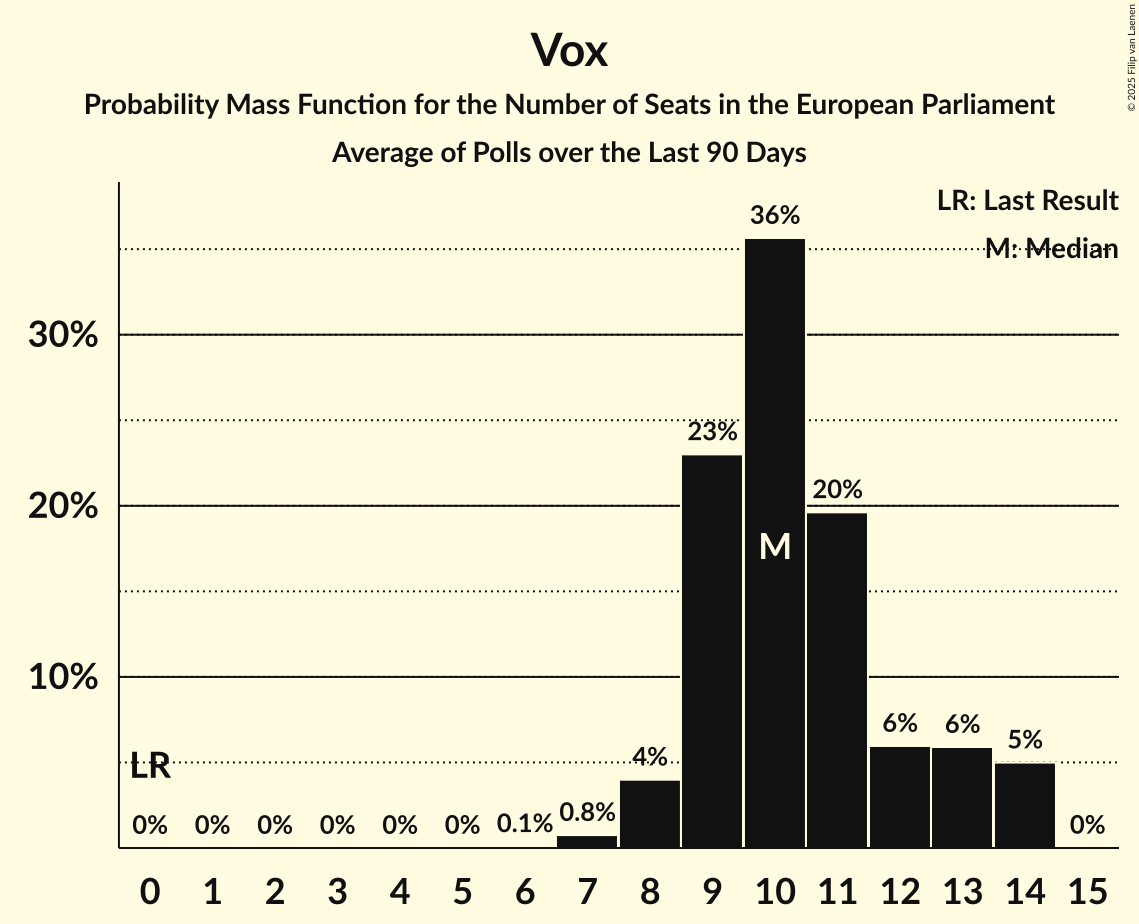 Vox
Probability Mass Function for the Number of Seats in the European Parliament
Average of Polls over the Last 90 Days
© 2025 Filip van Laenen
LR: Last Result
M: Median
30%
20%
10%
36%
23%
20%
M
LR
0% 0% 0% 0% 0% 0% 0.1% 0.8% 4% 6% 6% 5% 0%
0 1 2 3 4 5 6 7 8 9 10 11 12 13 14 15